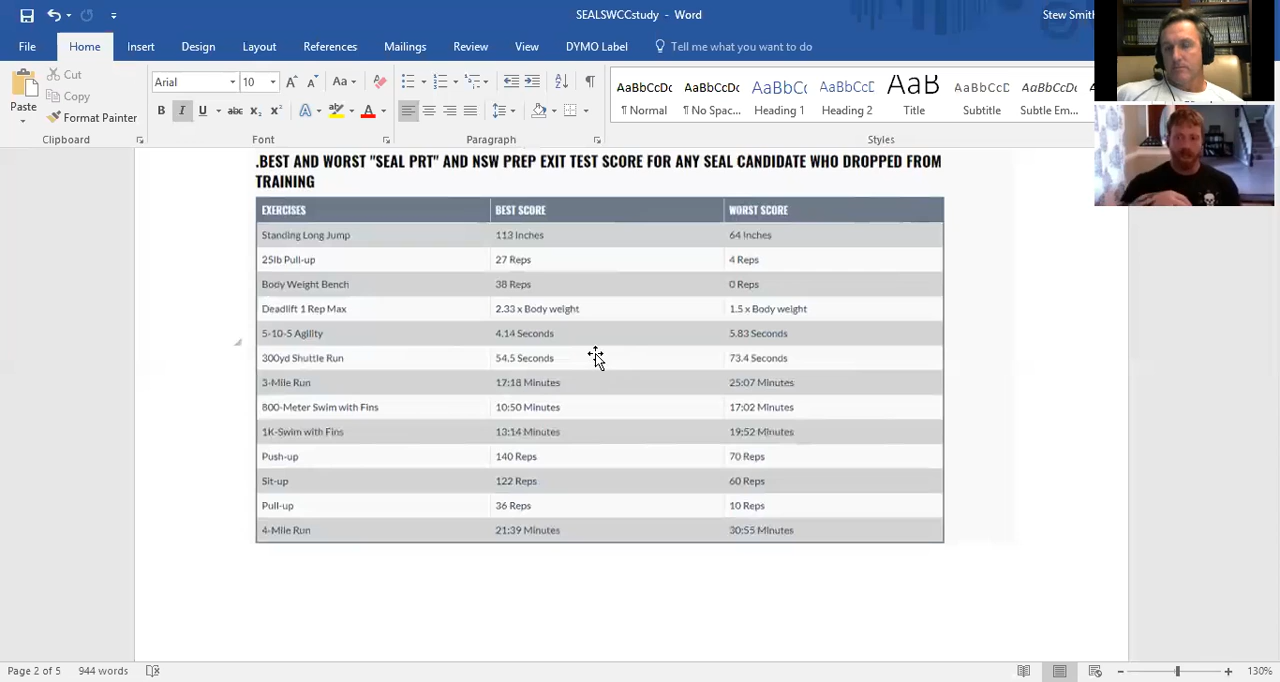 SEALSWCCstudy - Word
Stew Smith
File Home Insert Design Layout References Mailings Review View DYMO Label Tell me what you want to do
Paste
Cut
Copy
Format Painter
Arial 10
Aa
B I U abc x₂ x²
AaBbCcDc AaBbCcDc AaBbCc AaBbCcD AaB AaBbCcD AaBbCcDc
¶ Normal ¶ No Spac... Heading 1 Heading 2 Title Subtitle Subtle Em...
Clipboard Font Paragraph Styles
.BEST AND WORST "SEAL PRT" AND NSW PREP EXIT TEST SCORE FOR ANY SEAL CANDIDATE WHO DROPPED FROM
TRAINING
EXERCISES BEST SCORE WORST SCORE
Standing Long Jump 113 Inches 64 Inches
25lb Pull-up 27 Reps 4 Reps
Body Weight Bench 38 Reps 0 Reps
Deadlift 1 Rep Max 2.33 x Body weight 1.5 x Body weight
5-10-5 Agility 4.14 Seconds 5.83 Seconds
300yd Shuttle Run 54.5 Seconds 73.4 Seconds
3-Mile Run 17:18 Minutes 25:07 Minutes
800-Meter Swim with Fins 10:50 Minutes 17:02 Minutes
1K-Swim with Fins 13:14 Minutes 19:52 Minutes
Push-up 140 Reps 70 Reps
Sit-up 122 Reps 60 Reps
Pull-up 36 Reps 10 Reps
4-Mile Run 21:39 Minutes 30:55 Minutes
Page 2 of 5 944 words 130%